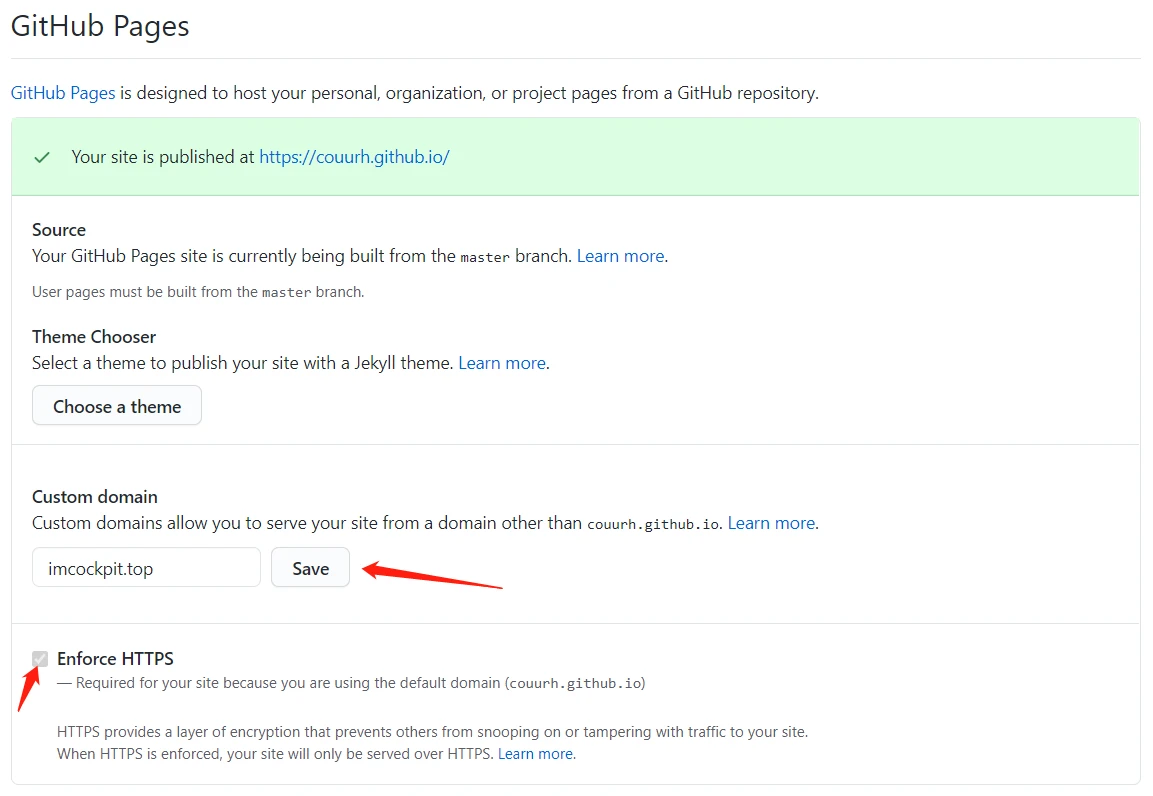 GitHub Pages
GitHub Pages is designed to host your personal, organization, or project pages from a GitHub repository.
Your site is published at https://couurh.github.io/
Source
Your GitHub Pages site is currently being built from the master branch. Learn more.
User pages must be built from the master branch.
Theme Chooser
Select a theme to publish your site with a Jekyll theme. Learn more.
Choose a theme
Custom domain
Custom domains allow you to serve your site from a domain other than couurh.github.io. Learn more.
imcockpit.top Save
Enforce HTTPS
— Required for your site because you are using the default domain (couurh.github.io)
HTTPS provides a layer of encryption that prevents others from snooping on or tampering with traffic to your site.
When HTTPS is enforced, your site will only be served over HTTPS. Learn more.